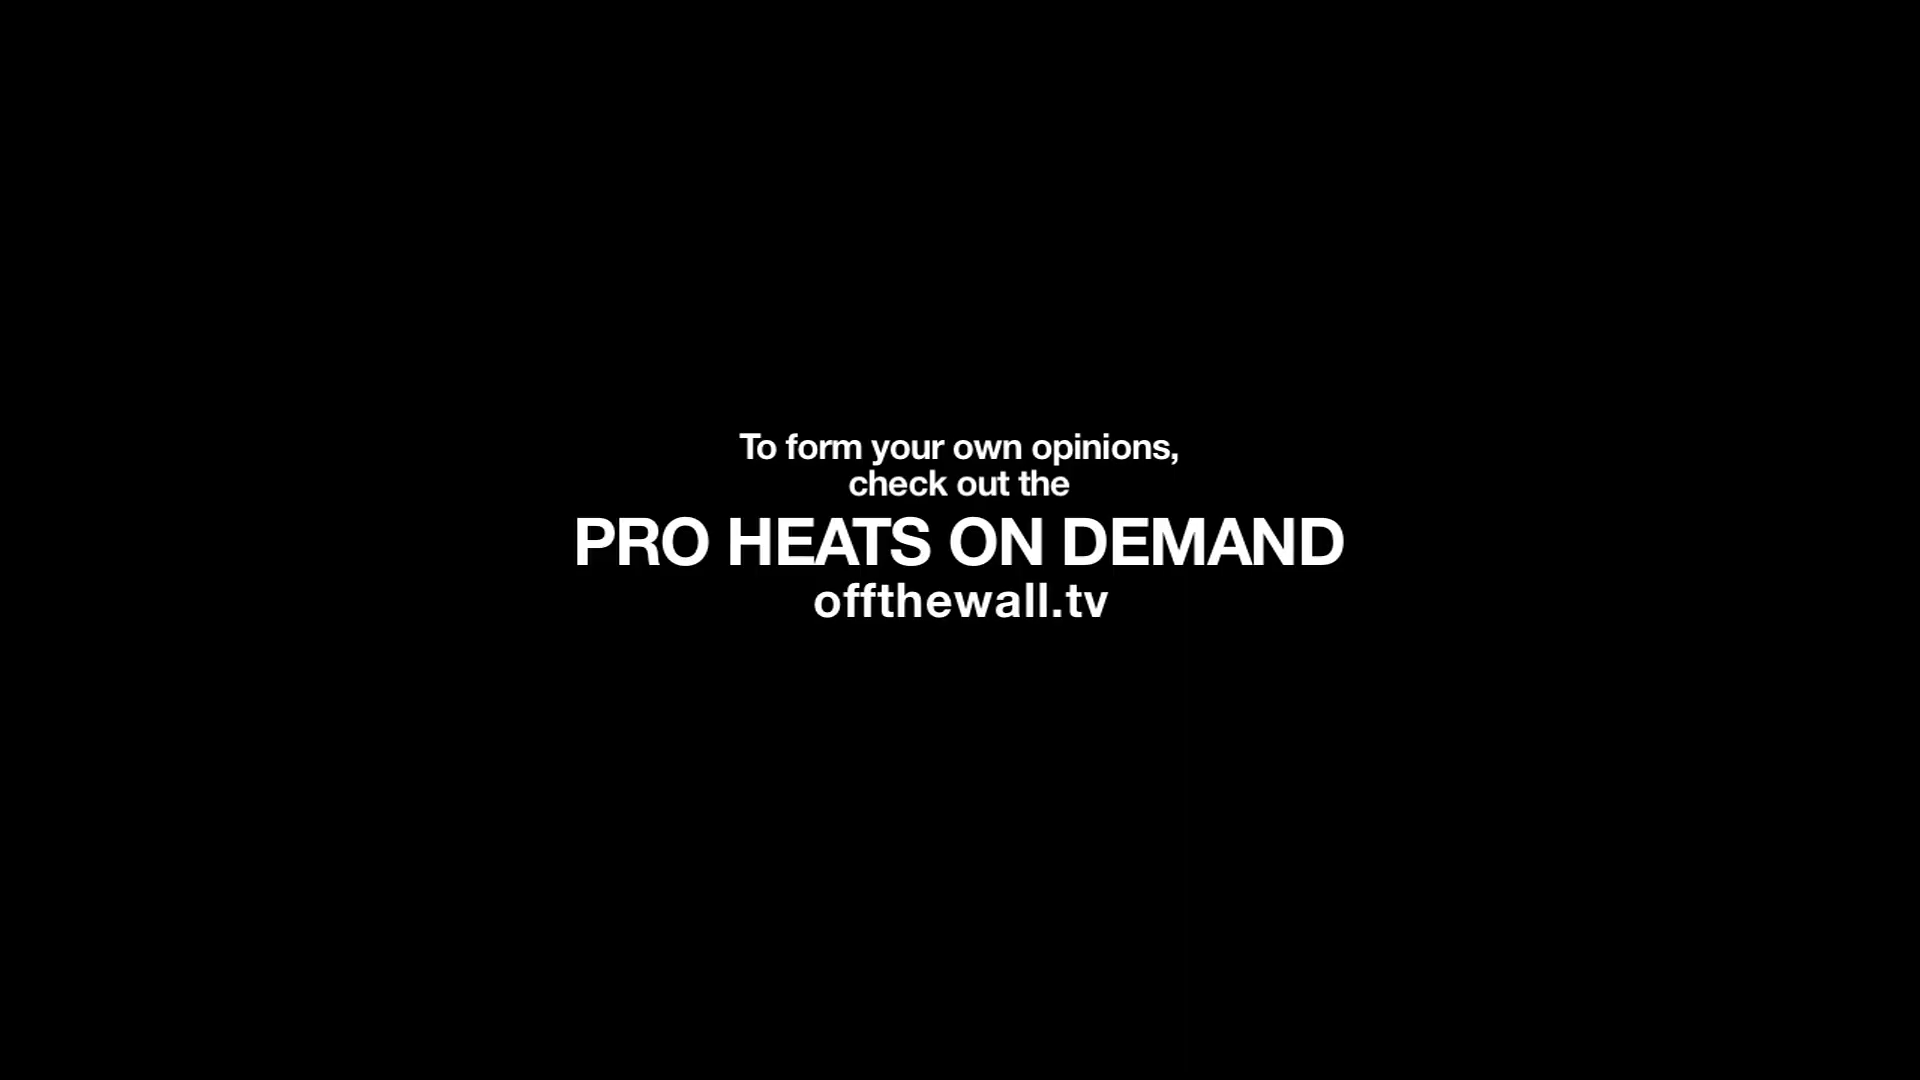 To form your own opinions,
check out the
PRO HEATS ON DEMAND
offthewall.tv